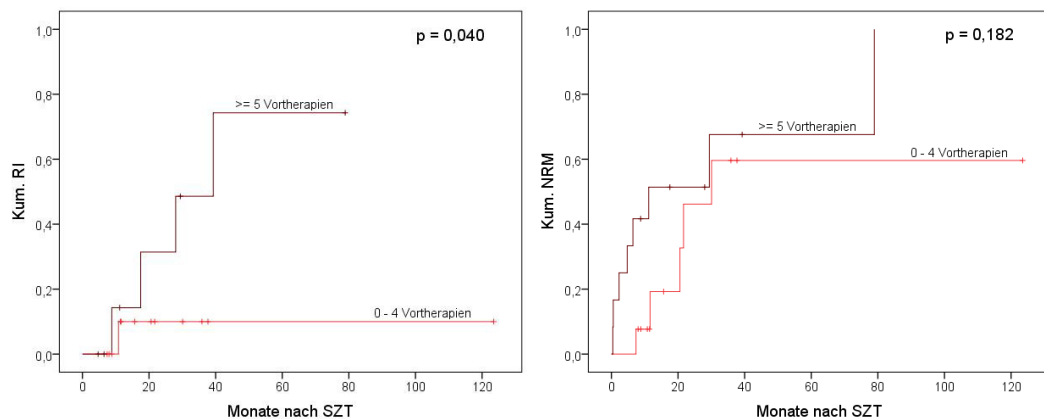 p = 0,040
1,0
0,8
0,6
0,4
0,2
0,0
Kum. RI
>= 5 Vortherapien
0 - 4 Vortherapien
0
20
40
60
80
100
120
Monate nach SZT
p = 0,182
1,0
0,8
0,6
0,4
0,2
0,0
Kum. NRM
>= 5 Vortherapien
0 - 4 Vortherapien
0
20
40
60
80
100
120
Monate nach SZT